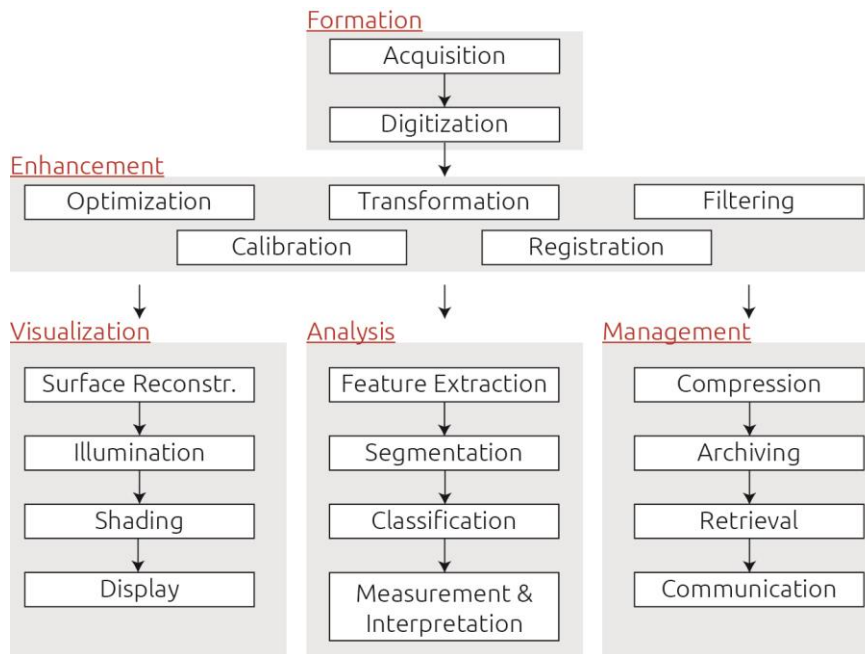 Formation
Acquisition
Digitization
Enhancement
Optimization
Transformation
Filtering
Calibration
Registration
Visualization
Surface Reconstr.
Illumination
Shading
Display
Analysis
Feature Extraction
Segmentation
Classification
Measurement &
Interpretation
Management
Compression
Archiving
Retrieval
Communication